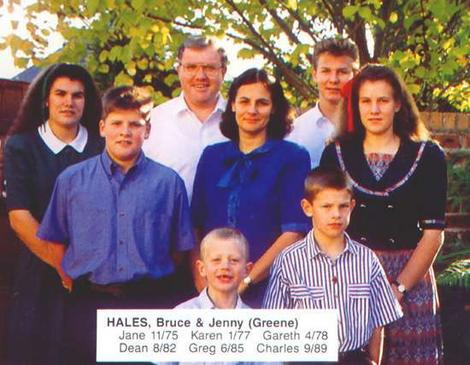 HALES, Bruce & Jenny (Greene)
Jane 11/75 Karen 1/77 Gareth 4/78
Dean 8/82 Greg 6/85 Charles 9/89